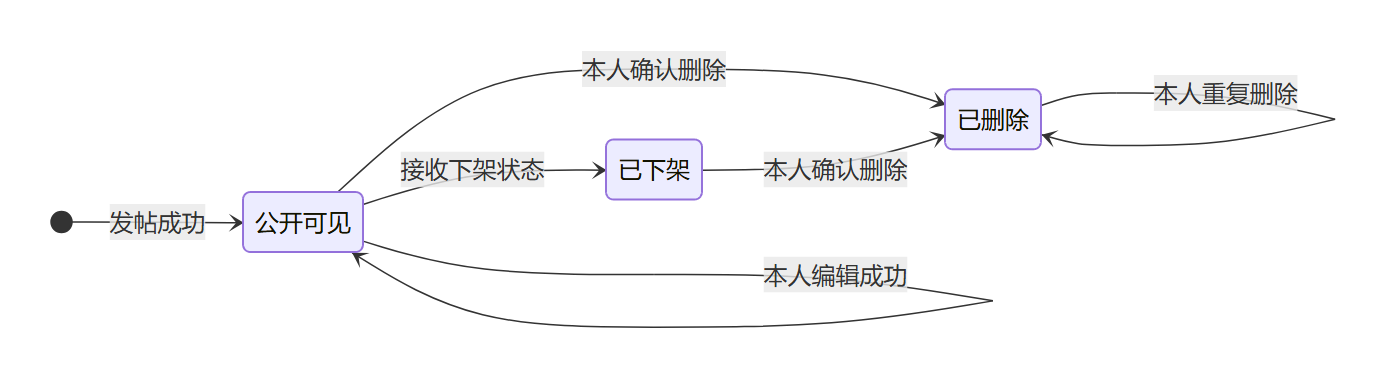 本人确认删除
本人重复删除
已删除
接收下架状态
已下架
本人确认删除
发帖成功
公开可见
本人编辑成功